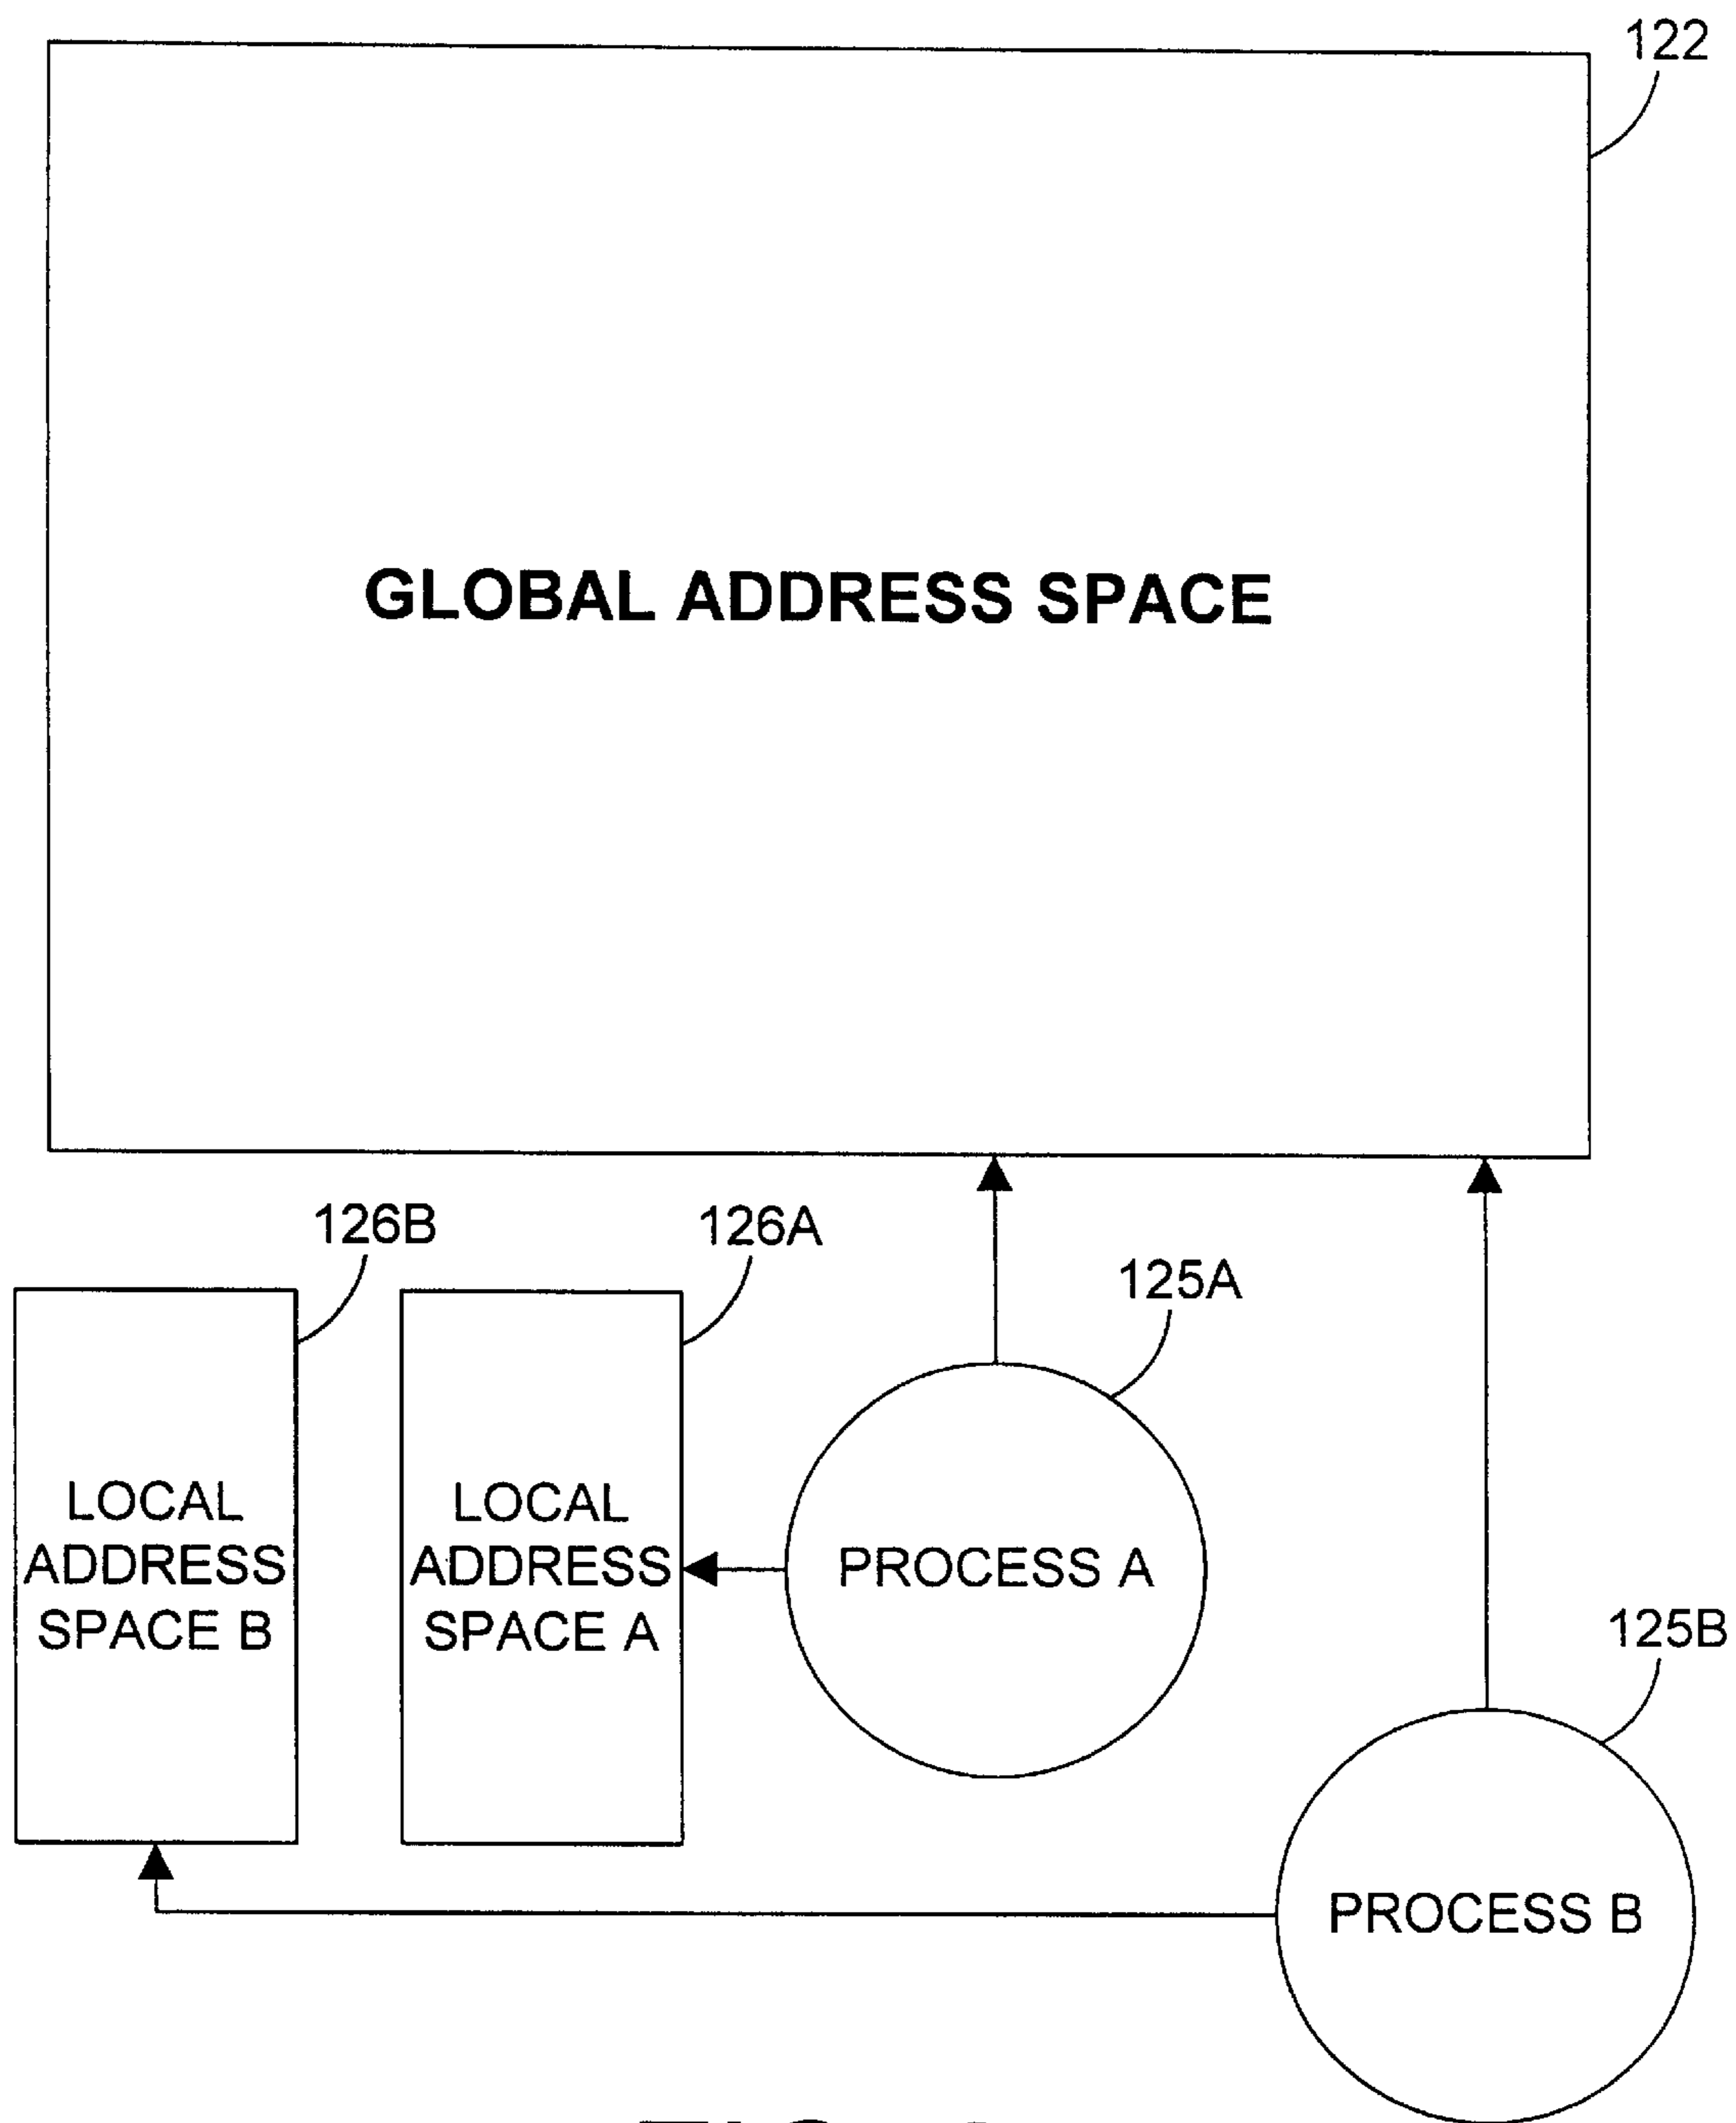 122
GLOBAL ADDRESS SPACE
126B
126A
125A
LOCAL
ADDRESS
SPACE B
LOCAL
ADDRESS
SPACE A
PROCESS A
125B
PROCESS B